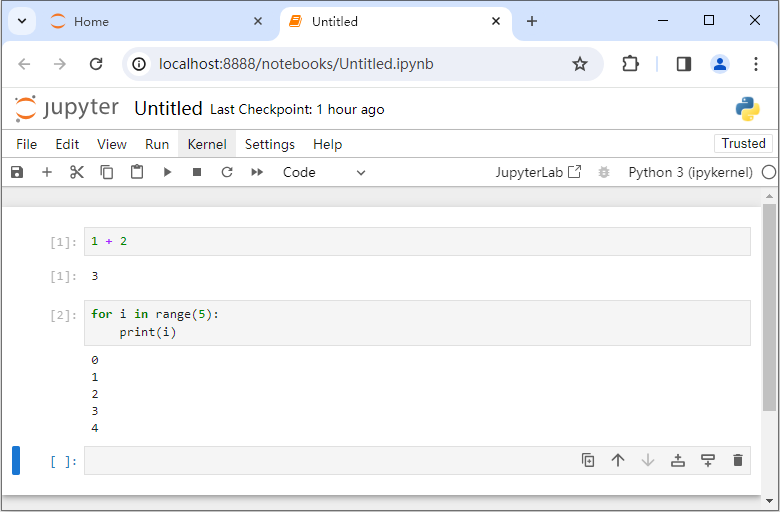 Home
Untitled
localhost:8888/notebooks/Untitled.ipynb
jupyter Untitled Last Checkpoint: 1 hour ago
File Edit View Run Kernel Settings Help Trusted
Code JupyterLab Python 3 (ipykernel)
[1]: 1 + 2
[1]: 3
[2]: for i in range(5):
    print(i)
0
1
2
3
4
[ ]: